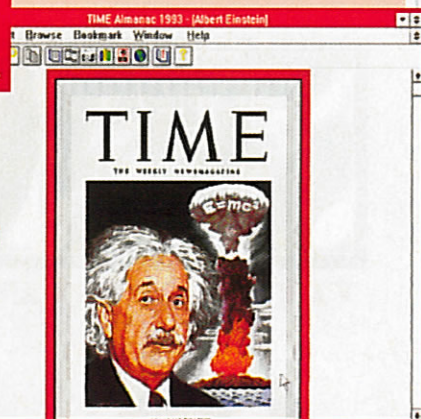 TIME Almanac 1993 - [Albert Einstein]
t Browse Bookmark Window Help
TIME
THE WEEKLY NEWSMAGAZINE
E=mc²